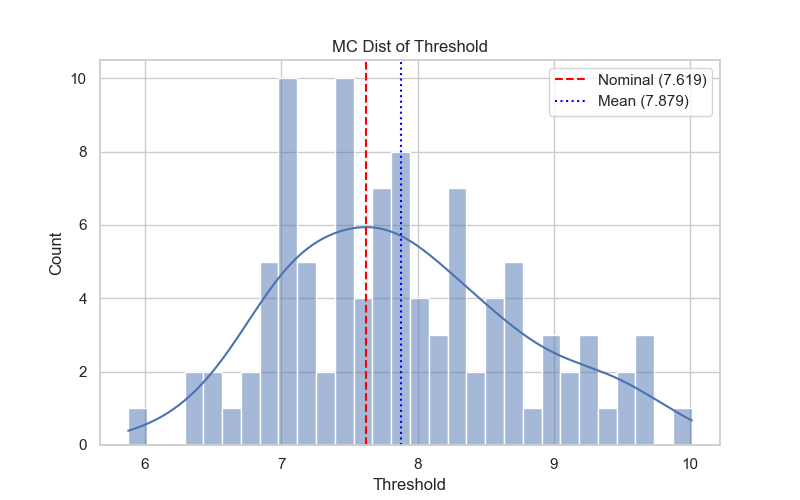 MC Dist of Threshold
Nominal (7.619)
Mean (7.879)
Count
10
8
6
4
2
0
6
7
8
9
10
Threshold